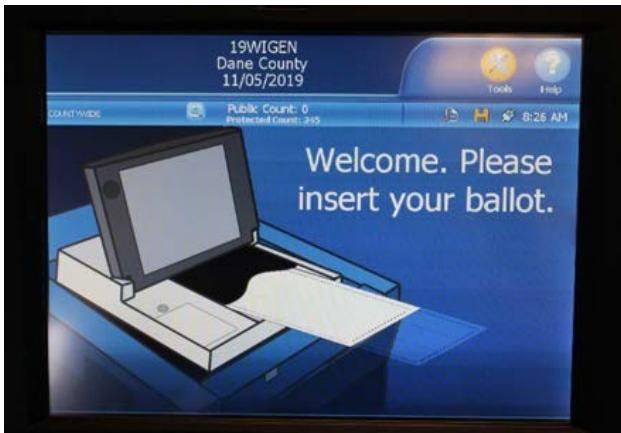 19WIGEN
Dane County
11/05/2019
Tools
Help
COUNTYWIDE
Public Count: 0
Protected Count: 345
8:26 AM
Welcome. Please
insert your ballot.